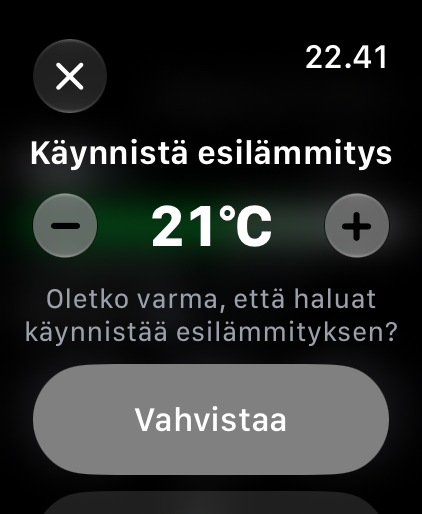 22.41
Käynnistä esilämmitys
21°C
Oletko varma, että haluat
käynnistää esilämmityksen?
Vahvistaa